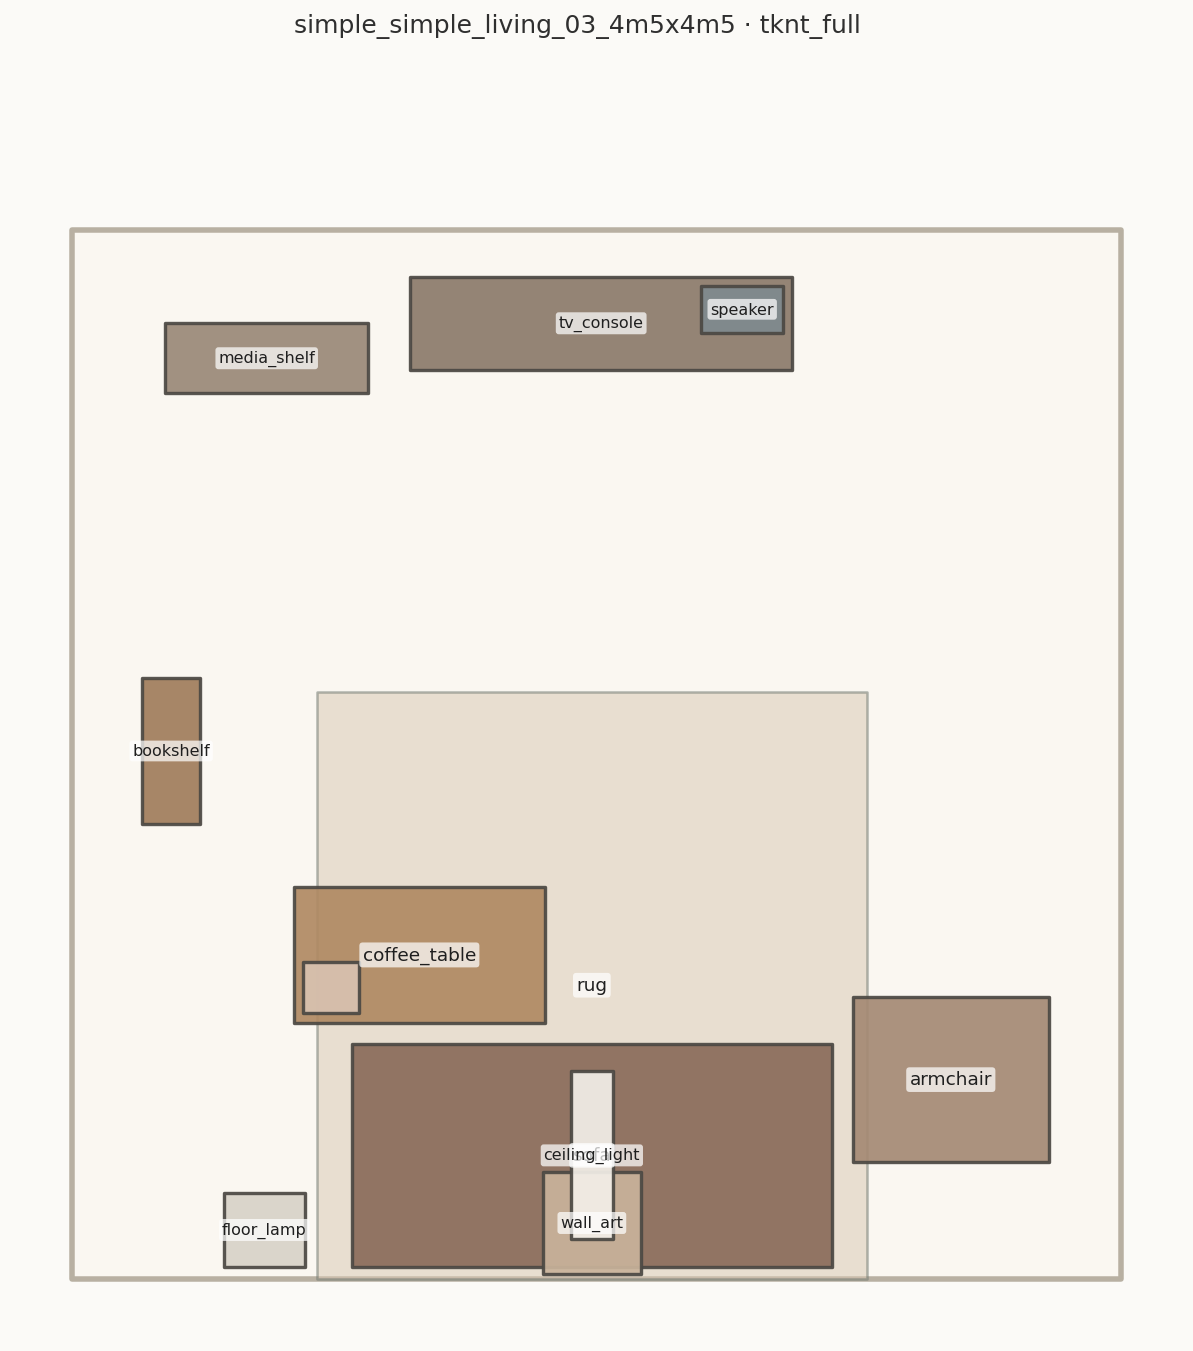 simple_simple_living_03_4m5x4m5 · tknt_full
speaker
tv_console
media_shelf
bookshelf
coffee_table
rug
armchair
ceiling_light
wall_art
floor_lamp